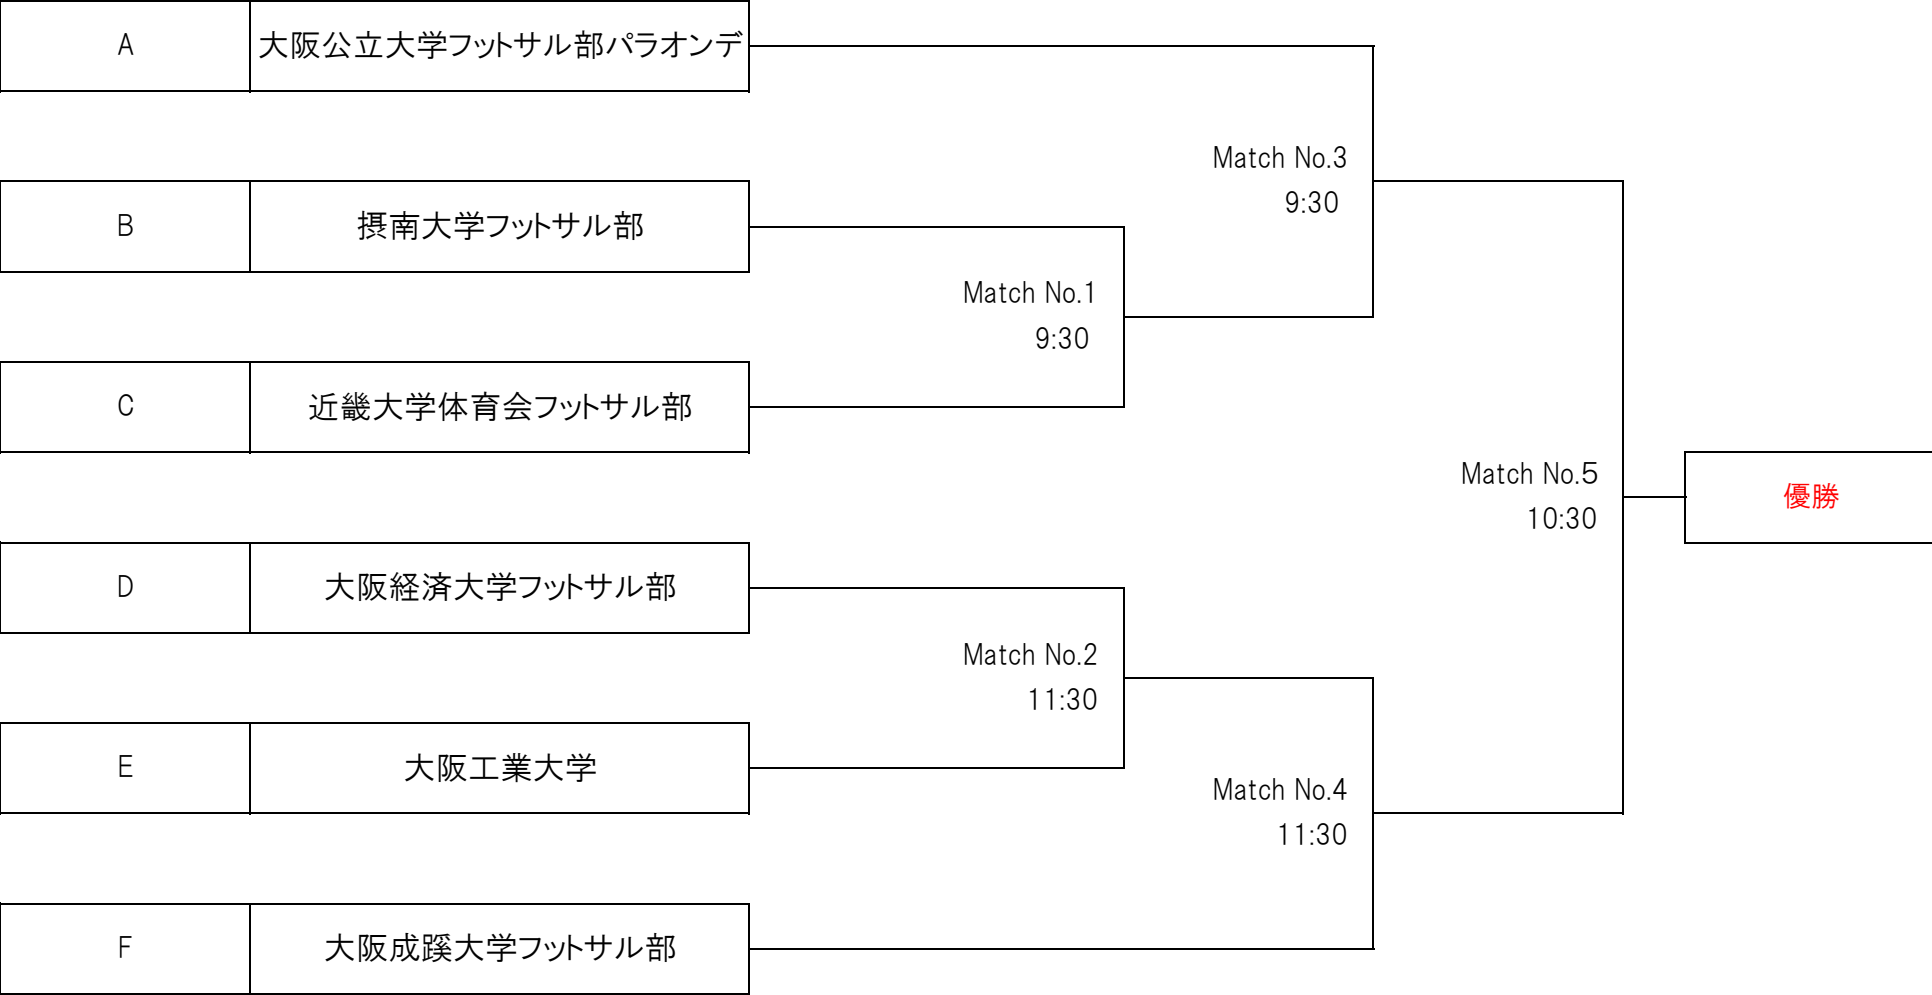 A 大阪公立大学フットサル部パラオンデ
Match No.3
9:30
B 摂南大学フットサル部
Match No.1
9:30
C 近畿大学体育会フットサル部
Match No.5
10:30
優勝
D 大阪経済大学フットサル部
Match No.2
11:30
E 大阪工業大学
Match No.4
11:30
F 大阪成蹊大学フットサル部